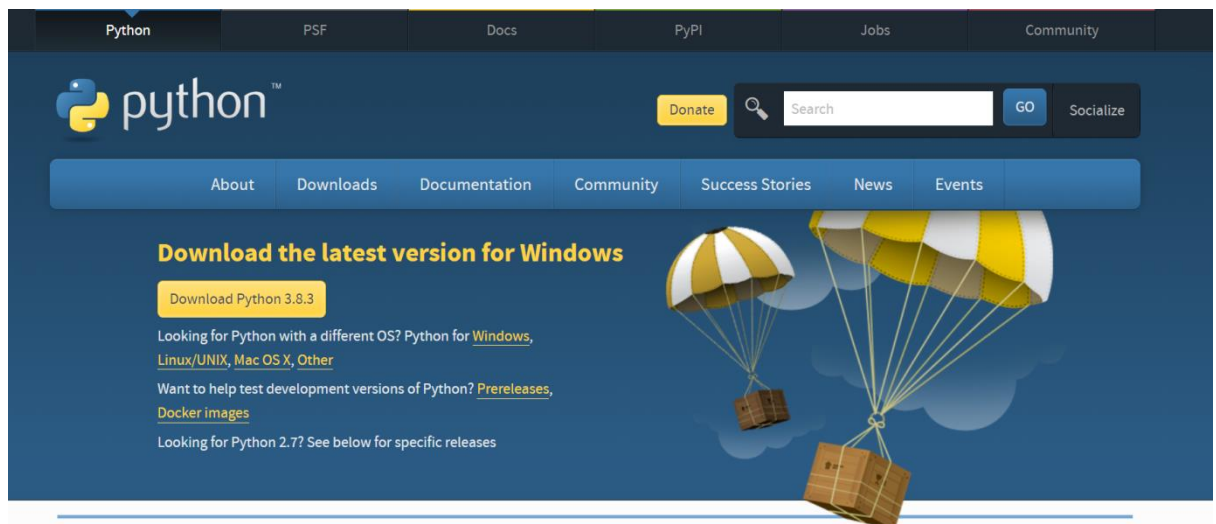 Python PSF Docs PyPI Jobs Community
python™ Donate Search GO Socialize
About Downloads Documentation Community Success Stories News Events
Download the latest version for Windows
Download Python 3.8.3
Looking for Python with a different OS? Python for Windows,
Linux/UNIX, Mac OS X, Other
Want to help test development versions of Python? Prereleases,
Docker images
Looking for Python 2.7? See below for specific releases